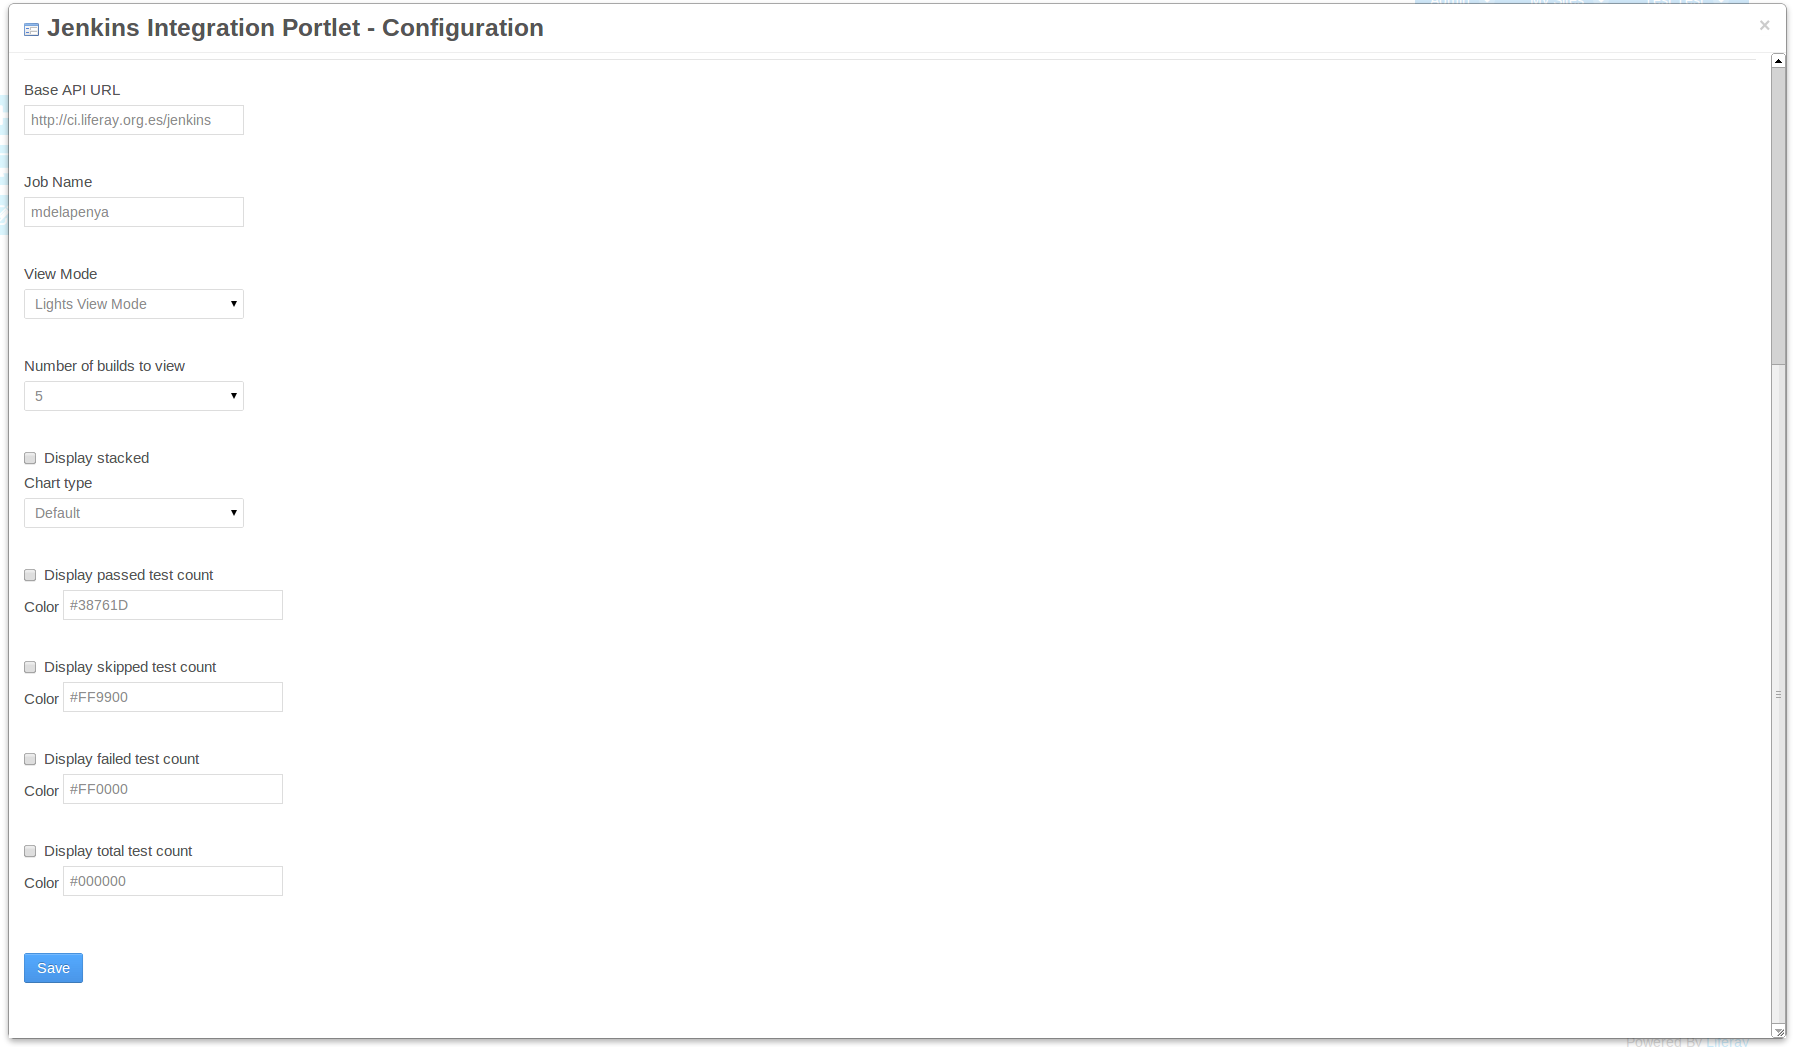 Jenkins Integration Portlet - Configuration
×
Base API URL
http://ci.liferay.org.es/jenkins
Job Name
mdelapenya
View Mode
Lights View Mode
Number of builds to view
5
Display stacked
Chart type
Default
Display passed test count
Color #38761D
Display skipped test count
Color #FF9900
Display failed test count
Color #FF0000
Display total test count
Color #000000
Save
Powered By Liferay